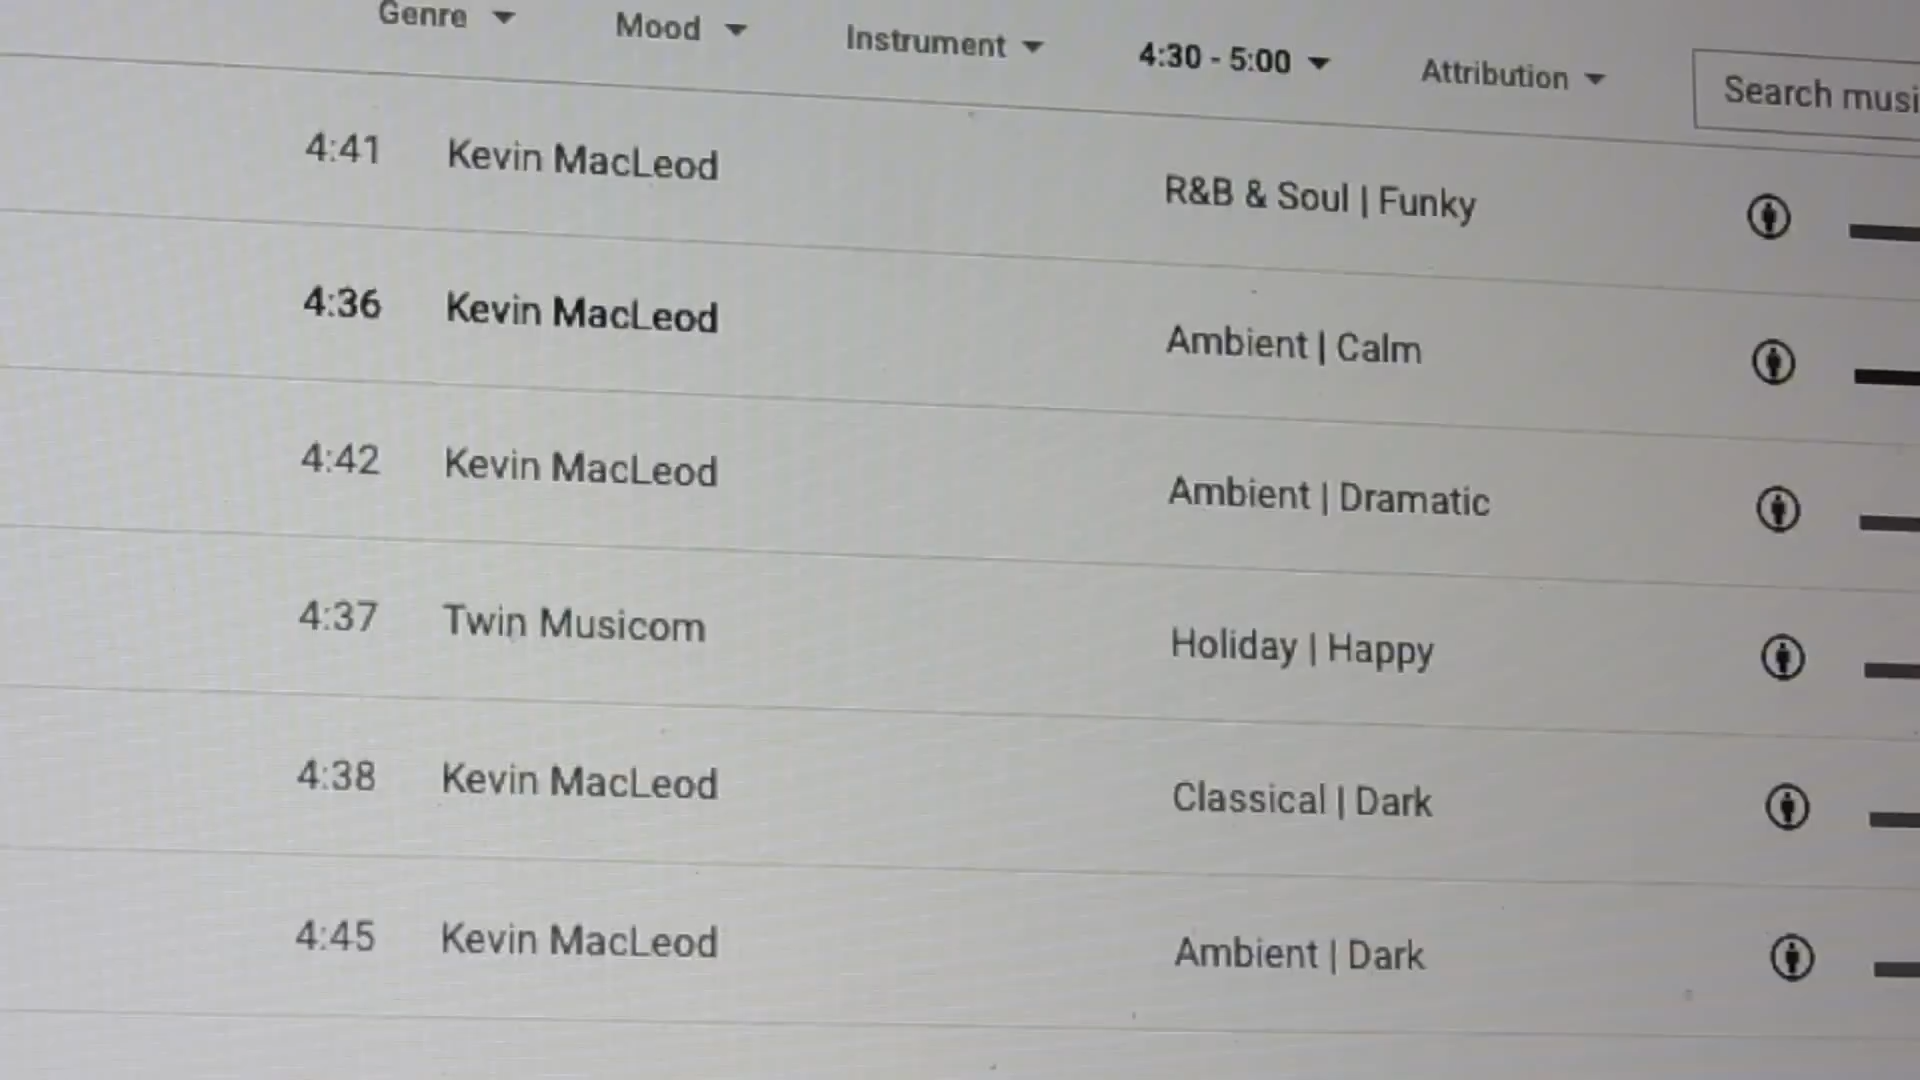 Genre Mood Instrument 4:30 - 5:00 Attribution Search musi
4:41 Kevin MacLeod R&B & Soul | Funky
4:36 Kevin MacLeod Ambient | Calm
4:42 Kevin MacLeod Ambient | Dramatic
4:37 Twin Musicom Holiday | Happy
4:38 Kevin MacLeod Classical | Dark
4:45 Kevin MacLeod Ambient | Dark